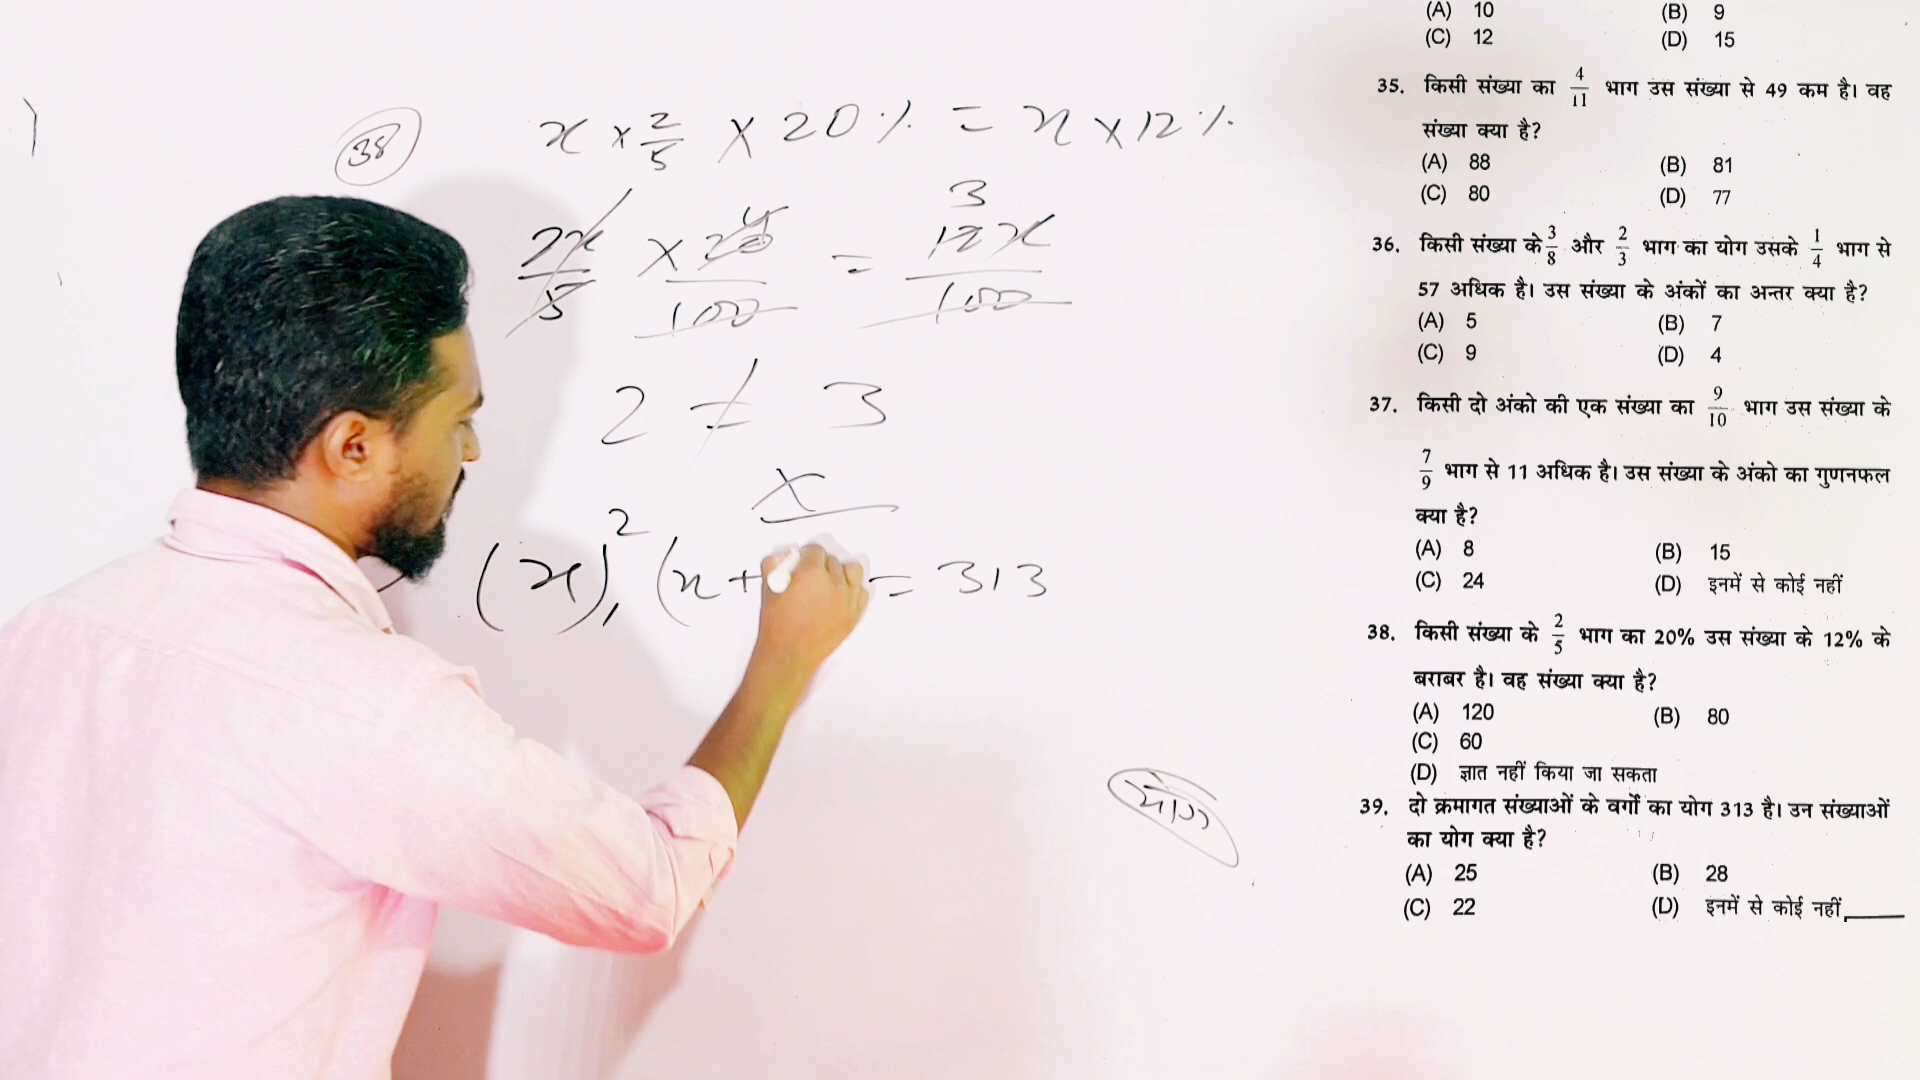 38
x × 2/5 × 20% = x × 12%
2x/5 × 20/100 = 12x/100
4
3
2 ≠ 3
x
(x)², (x+ = 313
योग
(A) 10 (B) 9
(C) 12 (D) 15
35. किसी संख्या का 4/11 भाग उस संख्या से 49 कम है। वह
संख्या क्या है?
(A) 88 (B) 81
(C) 80 (D) 77
36. किसी संख्या के 3/8 और 2/3 भाग का योग उसके 1/4 भाग से
57 अधिक है। उस संख्या के अंकों का अन्तर क्या है?
(A) 5 (B) 7
(C) 9 (D) 4
37. किसी दो अंको की एक संख्या का 9/10 भाग उस संख्या के
7/9 भाग से 11 अधिक है। उस संख्या के अंको का गुणनफल
क्या है?
(A) 8 (B) 15
(C) 24 (D) इनमें से कोई नहीं
38. किसी संख्या के 2/5 भाग का 20% उस संख्या के 12% के
बराबर है। वह संख्या क्या है?
(A) 120 (B) 80
(C) 60
(D) ज्ञात नहीं किया जा सकता
39. दो क्रमागत संख्याओं के वर्गों का योग 313 है। उन संख्याओं
का योग क्या है?
(A) 25 (B) 28
(C) 22 (D) इनमें से कोई नहीं